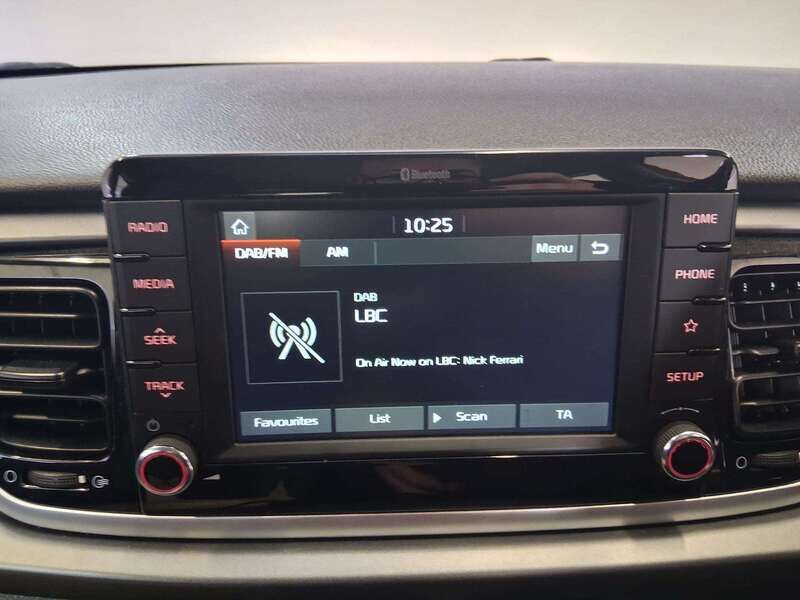 Bluetooth
RADIO
MEDIA
SEEK
TRACK
10:25
DAB/FM AM Menu
DAB
LBC
On Air Now on LBC: Nick Ferrari
Favourites List Scan TA
HOME
PHONE
SETUP